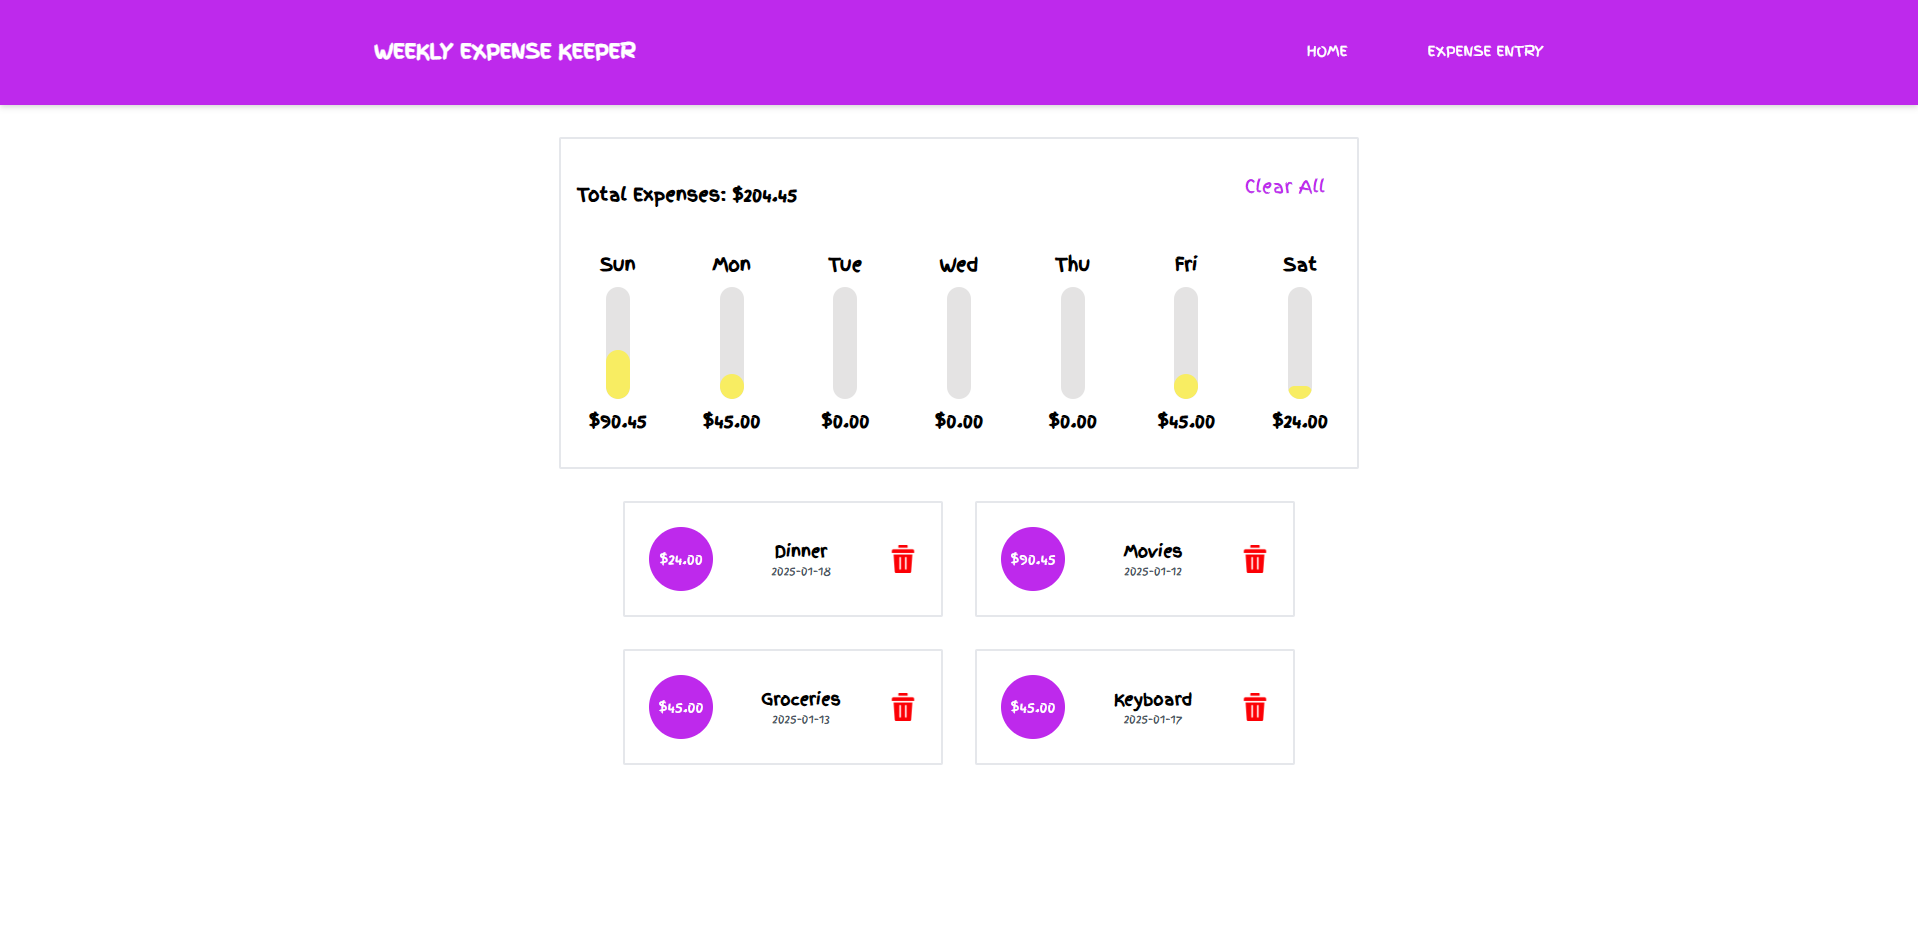 WEEKLY EXPENSE KEEPER
HOME
EXPENSE ENTRY
Total Expenses: $204.45
Clear All
Sun Mon Tue Wed Thu Fri Sat
$90.45 $45.00 $0.00 $0.00 $0.00 $45.00 $24.00
$24.00
Dinner
2025-01-18
$90.45
Movies
2025-01-12
$45.00
Groceries
2025-01-13
$45.00
Keyboard
2025-01-17